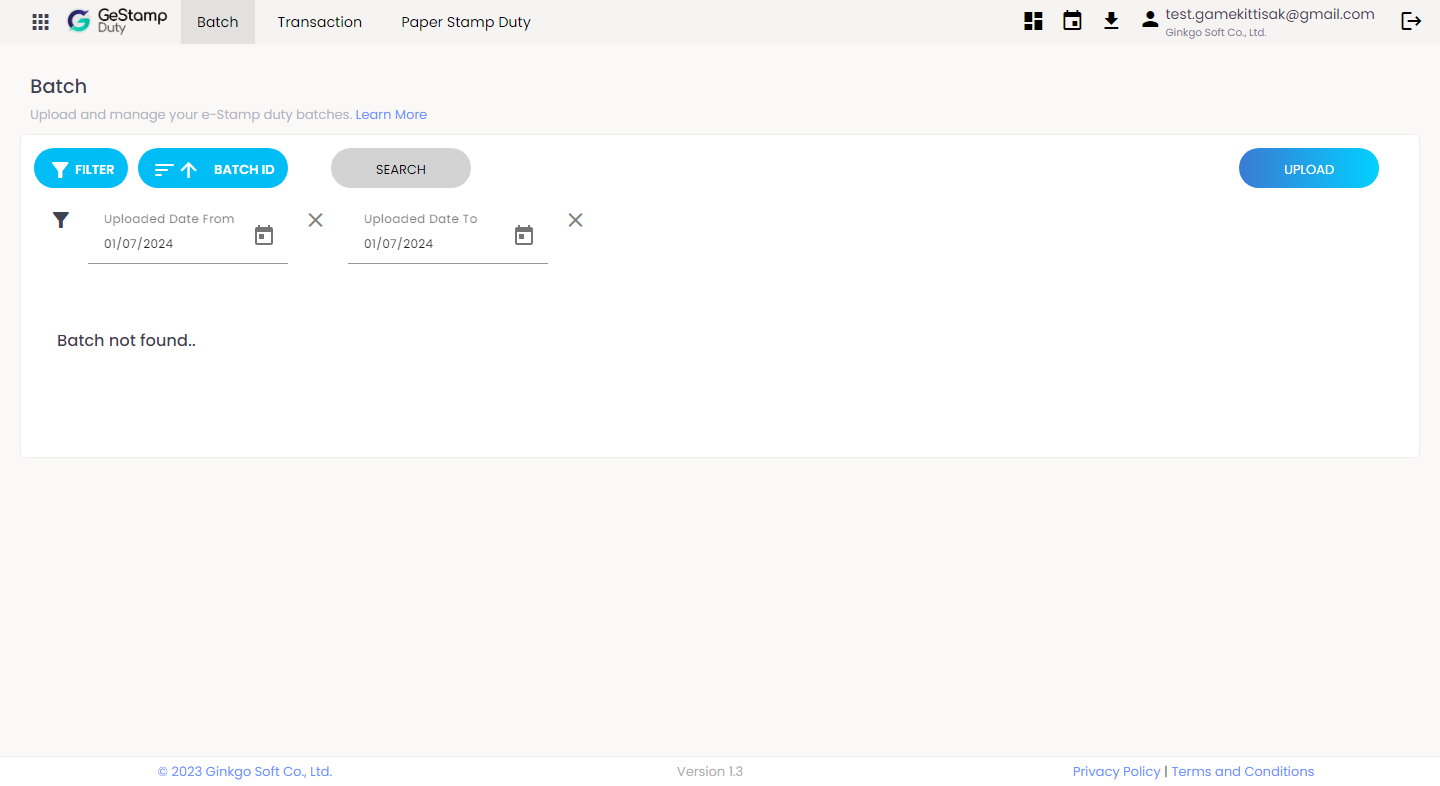 GeStamp
Duty
Batch
Transaction
Paper Stamp Duty
test.gamekittisak@gmail.com
Ginkgo Soft Co., Ltd.
Batch
Upload and manage your e-Stamp duty batches. Learn More
FILTER
BATCH ID
SEARCH
UPLOAD
Uploaded Date From
01/07/2024
Uploaded Date To
01/07/2024
Batch not found..
© 2023 Ginkgo Soft Co., Ltd.
Version 1.3
Privacy Policy | Terms and Conditions